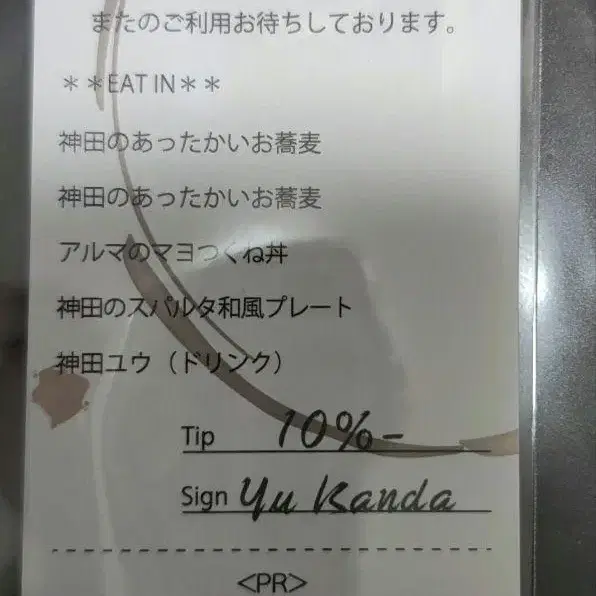 またのご利用お待ちしております。
＊＊EAT IN＊＊
神田のあったかいお蕎麦
神田のあったかいお蕎麦
アルマのマヨつくね丼
神田のスパルタ和風プレート
神田ユウ（ドリンク）
Tip 10%-
Sign Yu Kanda
<PR>